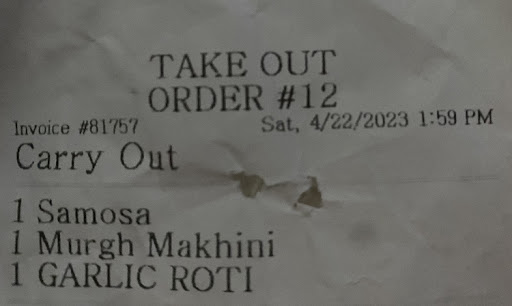 TAKE OUT
ORDER #12
Invoice #81757 Sat, 4/22/2023 1:59 PM
Carry Out
1 Samosa
1 Murgh Makhini
1 GARLIC ROTI